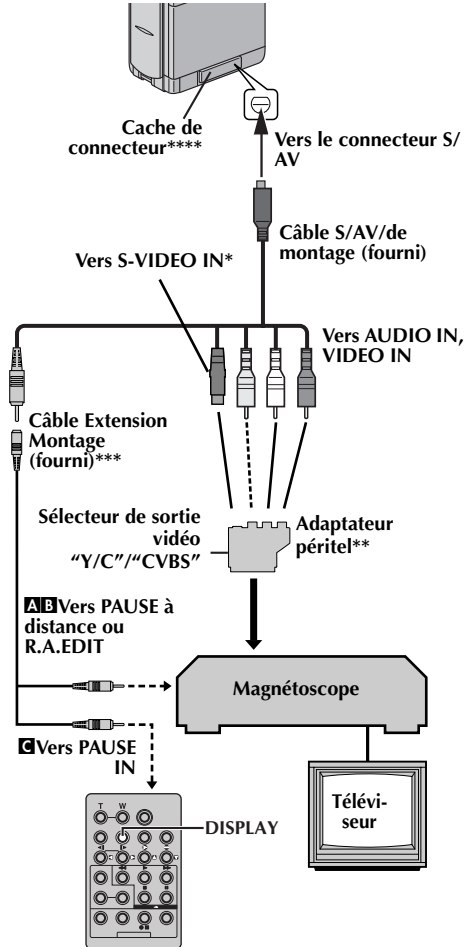 Cache de
connecteur****
Vers le connecteur S/
AV
Câble S/AV/de
montage (fourni)
Vers S-VIDEO IN*
Vers AUDIO IN,
VIDEO IN
Câble Extension
Montage
(fourni)***
Sélecteur de sortie
vidéo
“Y/C”/“CVBS”
Adaptateur
péritel**
A B Vers PAUSE à
distance ou
R.A.EDIT
Magnétoscope
C Vers PAUSE
IN
Télévi-
seur
T W
DISPLAY